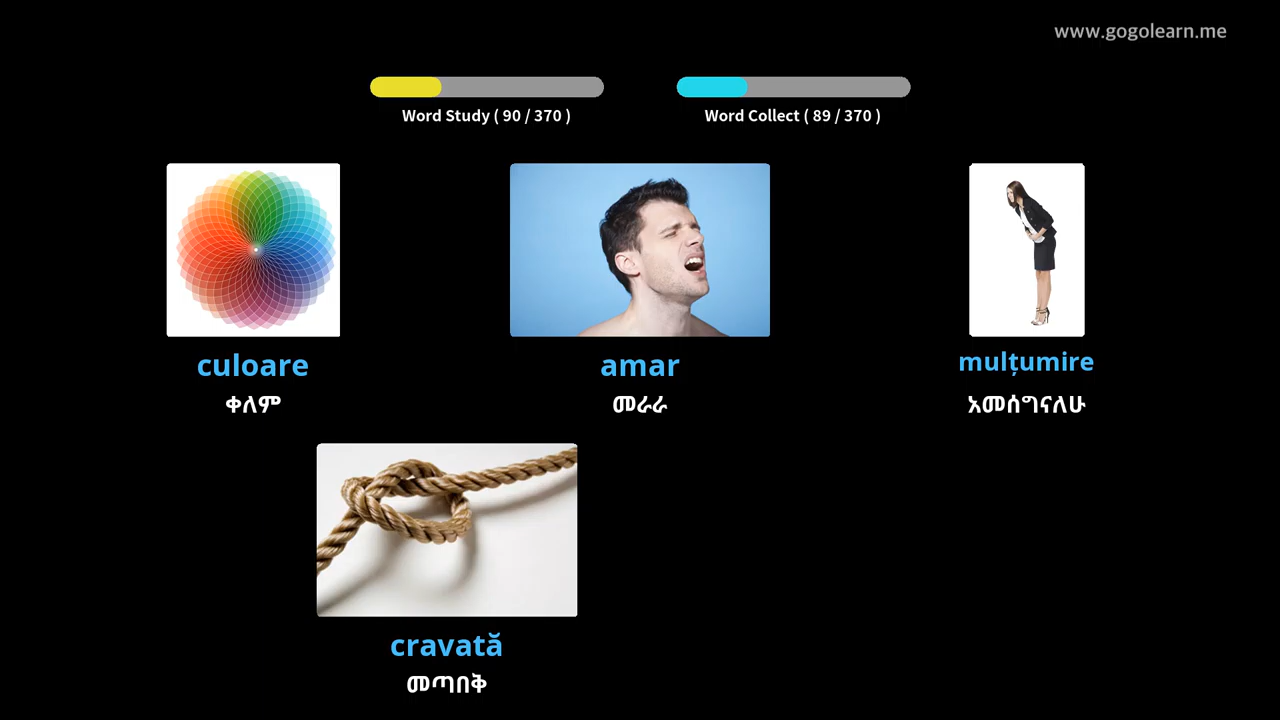 www.gogolearn.me
Word Study ( 90 / 370 )
Word Collect ( 89 / 370 )
culoare
amar
mulțumire
ቀለም
መራራ
አመሰግናለሁ
cravată
መጣበቅ